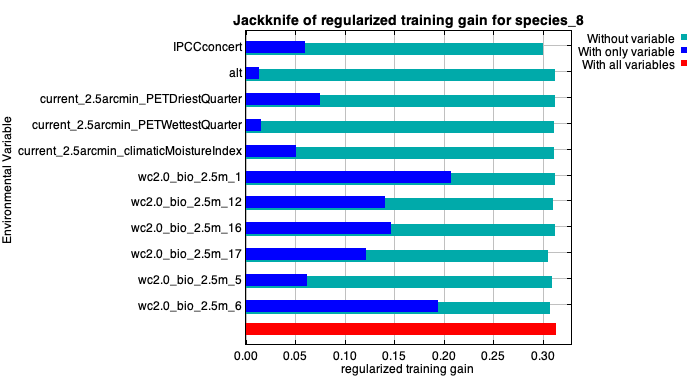 Jackknife of regularized training gain for species_8
Without variable
With only variable
With all variables
Environmental Variable
IPCCconcert
alt
current_2.5arcmin_PETDriestQuarter
current_2.5arcmin_PETWettestQuarter
current_2.5arcmin_climaticMoistureIndex
wc2.0_bio_2.5m_1
wc2.0_bio_2.5m_12
wc2.0_bio_2.5m_16
wc2.0_bio_2.5m_17
wc2.0_bio_2.5m_5
wc2.0_bio_2.5m_6
0.00 0.05 0.10 0.15 0.20 0.25 0.30
regularized training gain